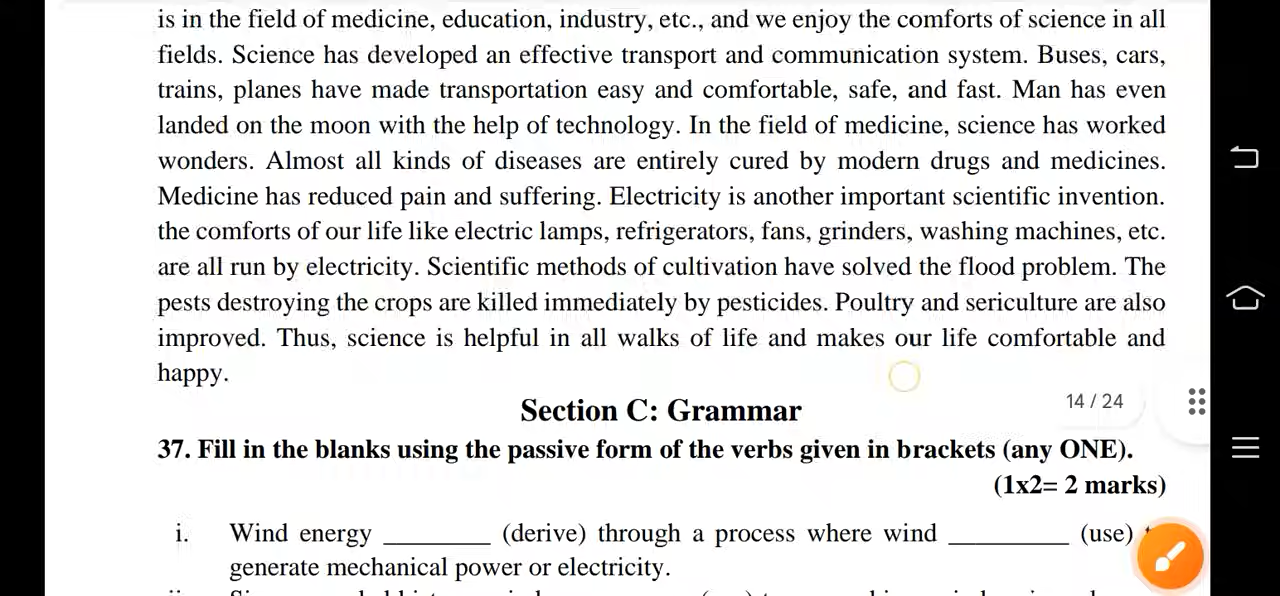 is in the field of medicine, education, industry, etc., and we enjoy the comforts of science in all
fields. Science has developed an effective transport and communication system. Buses, cars,
trains, planes have made transportation easy and comfortable, safe, and fast. Man has even
landed on the moon with the help of technology. In the field of medicine, science has worked
wonders. Almost all kinds of diseases are entirely cured by modern drugs and medicines.
Medicine has reduced pain and suffering. Electricity is another important scientific invention.
the comforts of our life like electric lamps, refrigerators, fans, grinders, washing machines, etc.
are all run by electricity. Scientific methods of cultivation have solved the flood problem. The
pests destroying the crops are killed immediately by pesticides. Poultry and sericulture are also
improved. Thus, science is helpful in all walks of life and makes our life comfortable and
happy.
Section C: Grammar
14 / 24
37. Fill in the blanks using the passive form of the verbs given in brackets (any ONE).
(1x2= 2 marks)
i. Wind energy _________ (derive) through a process where wind __________ (use)
generate mechanical power or electricity.